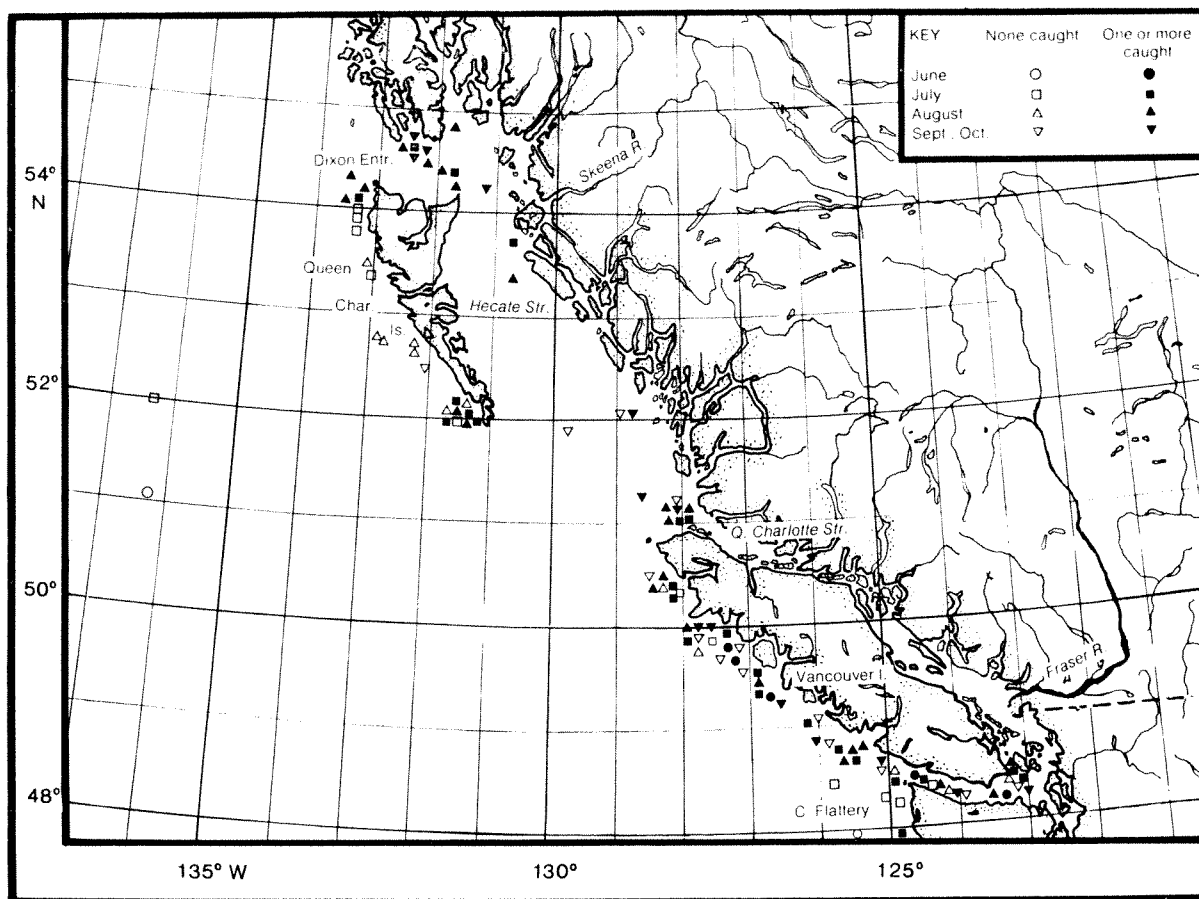 KEY None caught One or more caught
June
July
August
Sept. Oct.
54°
N
52°
50°
48°
Dixon Entr.
Skeena R.
Queen
Char.
Is.
Hecate Str.
Q. Charlotte Str.
Vancouver I.
Fraser R.
C. Flattery
135° W 130° 125°